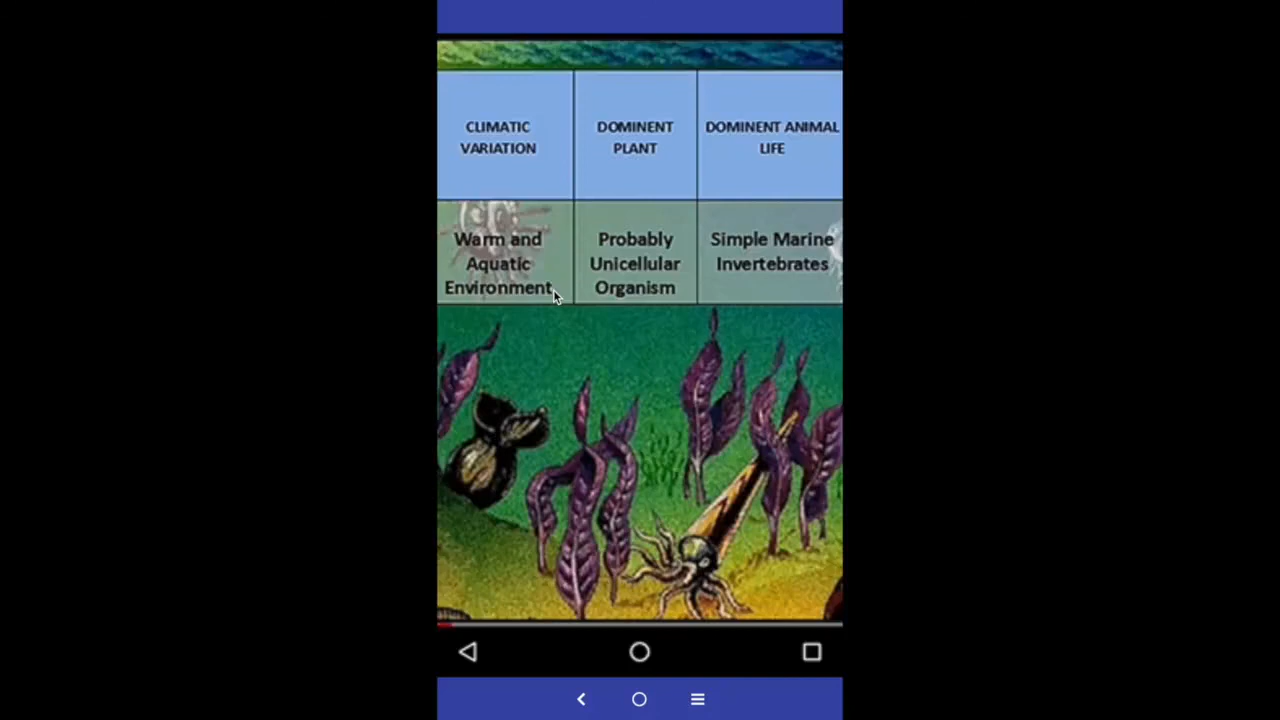 CLIMATIC
VARIATION
DOMINENT
PLANT
DOMINENT ANIMAL
LIFE
Warm and
Aquatic
Environment
Probably
Unicellular
Organism
Simple Marine
Invertebrates